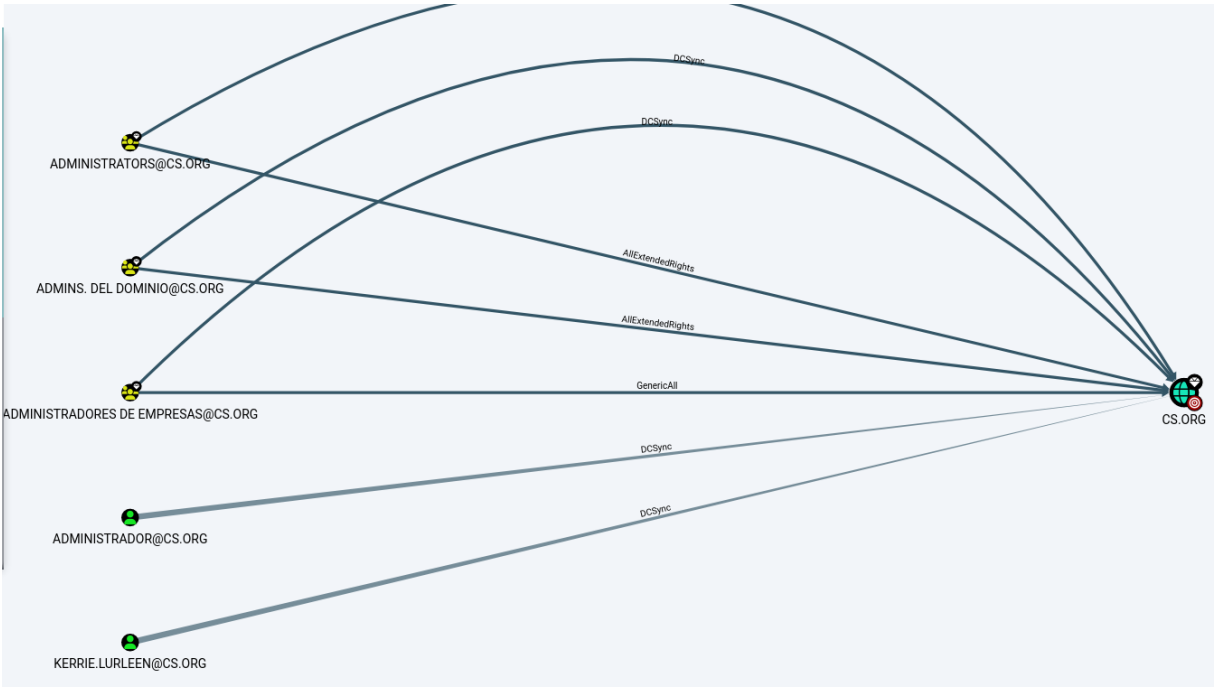 DCSync
DCSync
ADMINISTRATORS@CS.ORG
AllExtendedRights
ADMINS. DEL DOMINIO@CS.ORG
AllExtendedRights
GenericAll
ADMINISTRADORES DE EMPRESAS@CS.ORG
CS.ORG
DCSync
ADMINISTRADOR@CS.ORG
DCSync
KERRIE.LURLEEN@CS.ORG